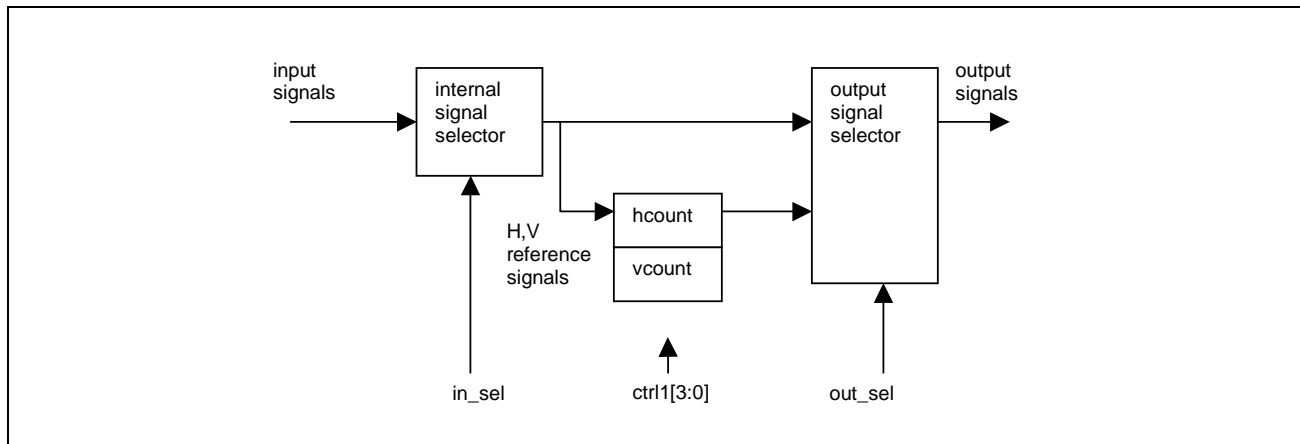 input
signals
internal
signal
selector
output
signal
selector
output
signals
H,V
reference
signals
hcount
vcount
in_sel
ctrl1[3:0]
out_sel